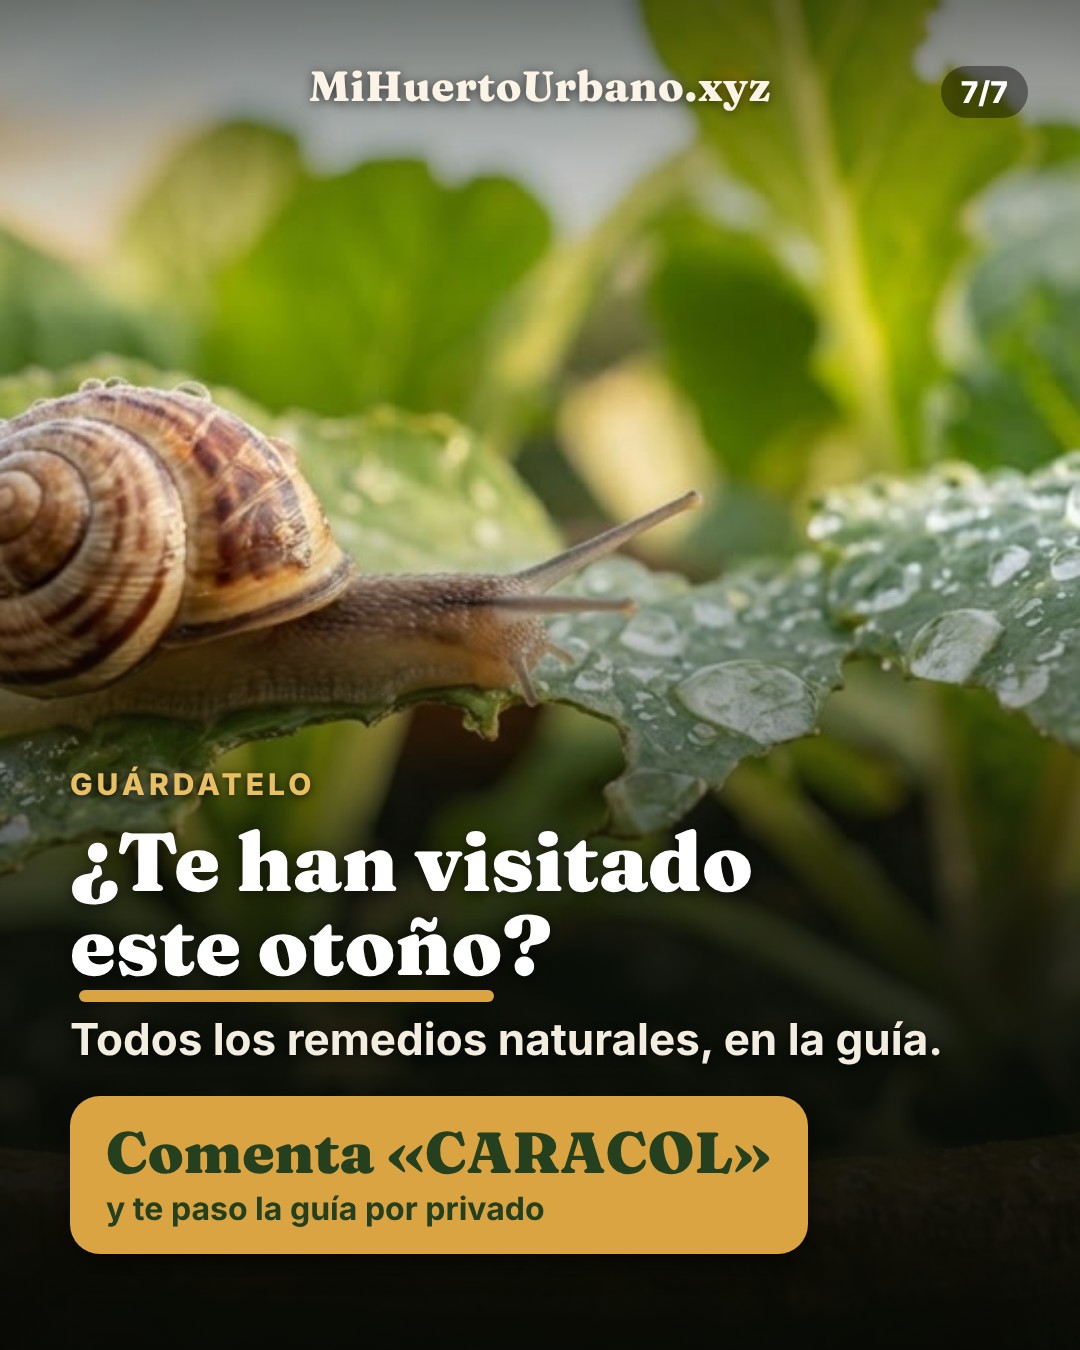 MiHuertoUrbano.xyz
7/7
GUÁRDATELO
¿Te han visitado
este otoño?
Todos los remedios naturales, en la guía.
Comenta «CARACOL»
y te paso la guía por privado